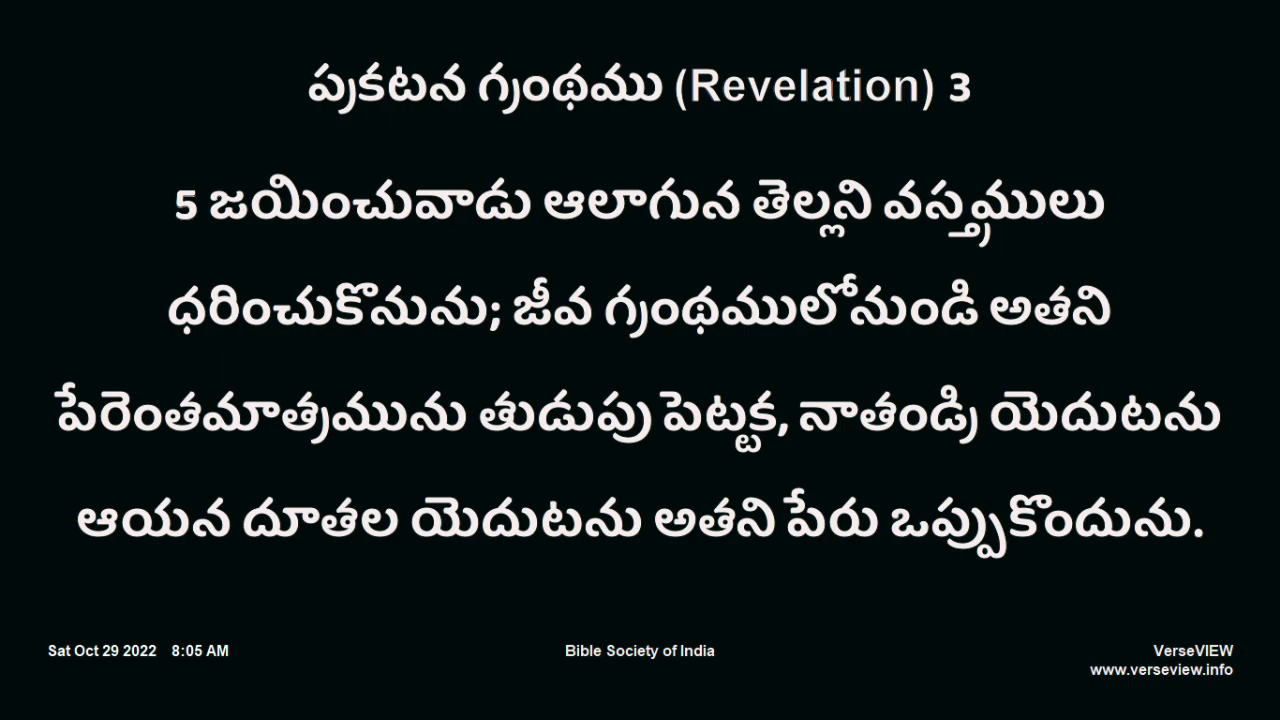 ప్రకటన గ్రంథము (Revelation) 3
5 జయించువాడు ఆలాగున తెల్లని వస్త్రములు
ధరించుకొనును; జీవ గ్రంథములోనుండి అతని
పేరెంతమాత్రమును తుడుపు పెట్టక, నాతండ్రి యెదుటను
ఆయన దూతల యెదుటను అతని పేరు ఒప్పుకొందును.
Sat Oct 29 2022 8:05 AM
Bible Society of India
VerseVIEW
www.verseview.info